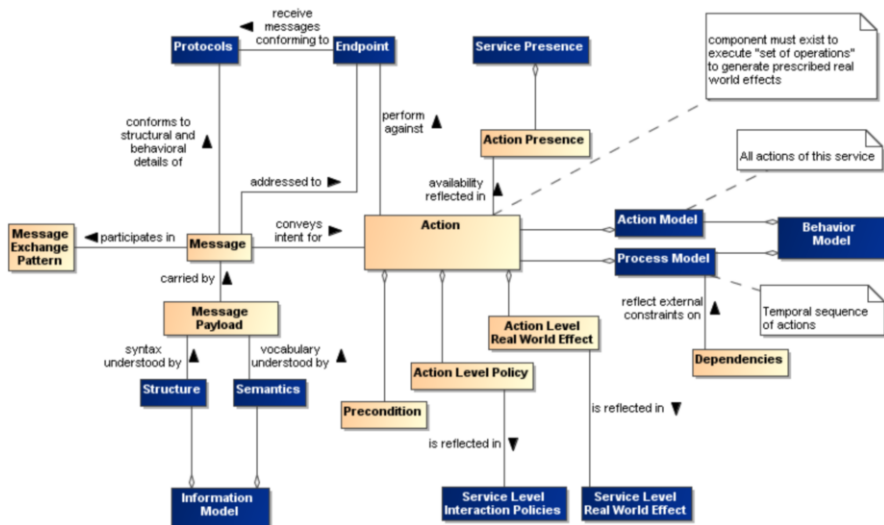 receive
messages
conforming to
Protocols
Endpoint
Service Presence
component must exist to
execute "set of operations"
to generate prescribed real
world effects
conforms to
structural and
behavioral
details of
perform
against
Action Presence
All actions of this service
addressed to
availability
reflected in
Message
Exchange
Pattern
participates in
Message
conveys
intent for
Action
Action Model
Behavior
Model
Process Model
carried by
Message
Payload
reflect external
constraints on
Temporal sequence
of actions
syntax
understood by
vocabulary
understood by
Action Level
Real World Effect
Dependencies
Structure
Semantics
Action Level Policy
Precondition
is reflected in
is reflected in
Information
Model
Service Level
Interaction Policies
Service Level
Real World Effect